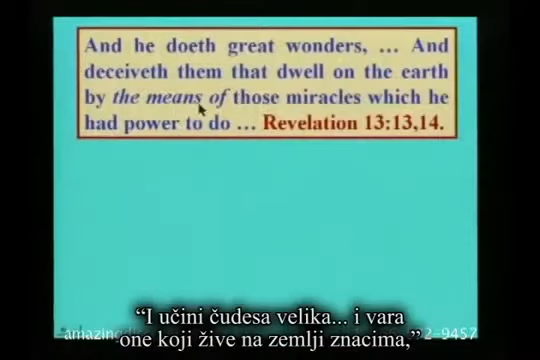 And he doeth great wonders, … And
deceiveth them that dwell on the earth
by the means of those miracles which he
had power to do … Revelation 13:13,14.
“I učini čudesa velika... i vara
one koji žive na zemlji znacima,”
2-9457